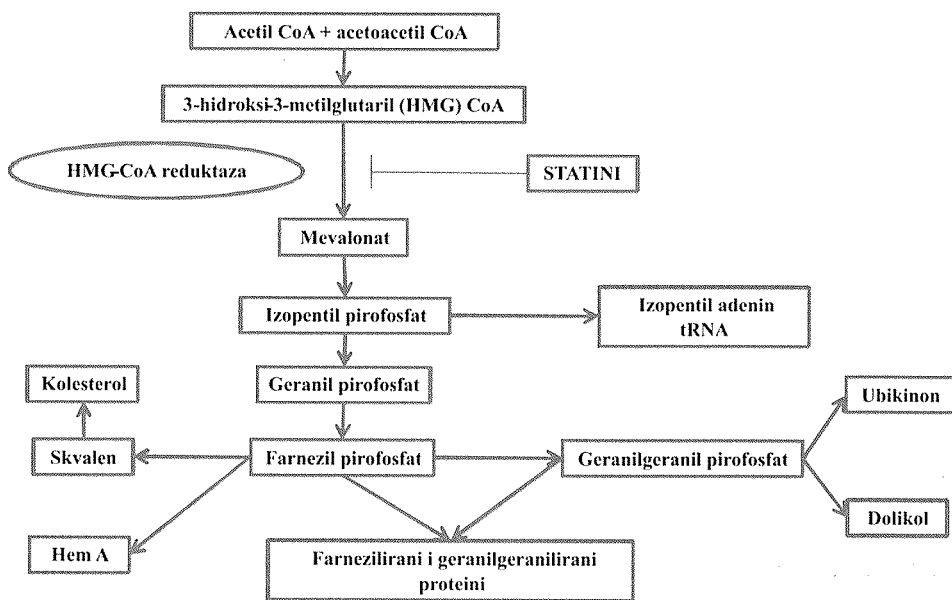 Acetil CoA + acetoacetil CoA
3-hidroksi-3-metilglutaril (HMG) CoA
HMG-CoA reduktaza
STATINI
Mevalonat
Izopentil pirofosfat
Izopentil adenin
tRNA
Kolesterol
Geranil pirofosfat
Ubikinon
Skvalen
Farnezil pirofosfat
Geranilgeranil pirofosfat
Dolikol
Hem A
Farnezilirani i geranilgeranilirani
proteini